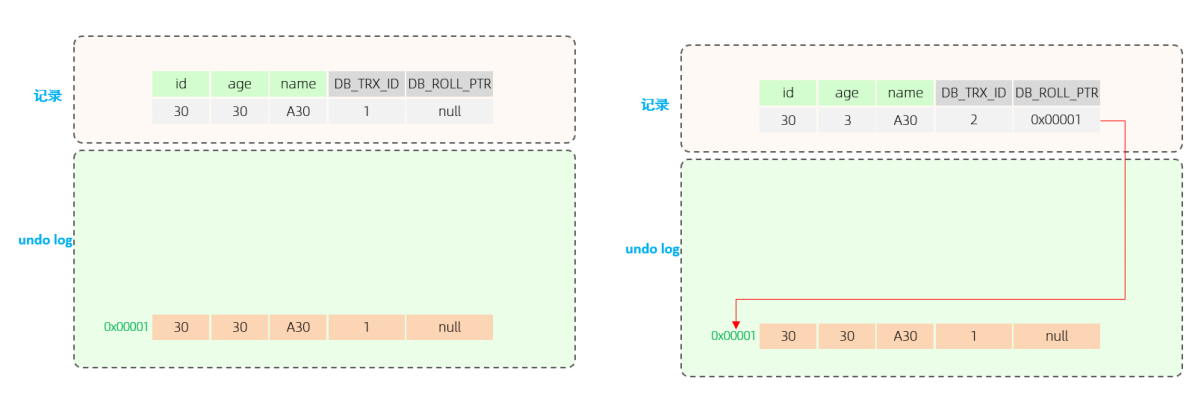 id age name DB_TRX_ID DB_ROLL_PTR
记录
30 30 A30 1 null
undo log
0x00001 30 30 A30 1 null
id age name DB_TRX_ID DB_ROLL_PTR
记录
30 3 A30 2 0x00001
undo log
0x00001 30 30 A30 1 null